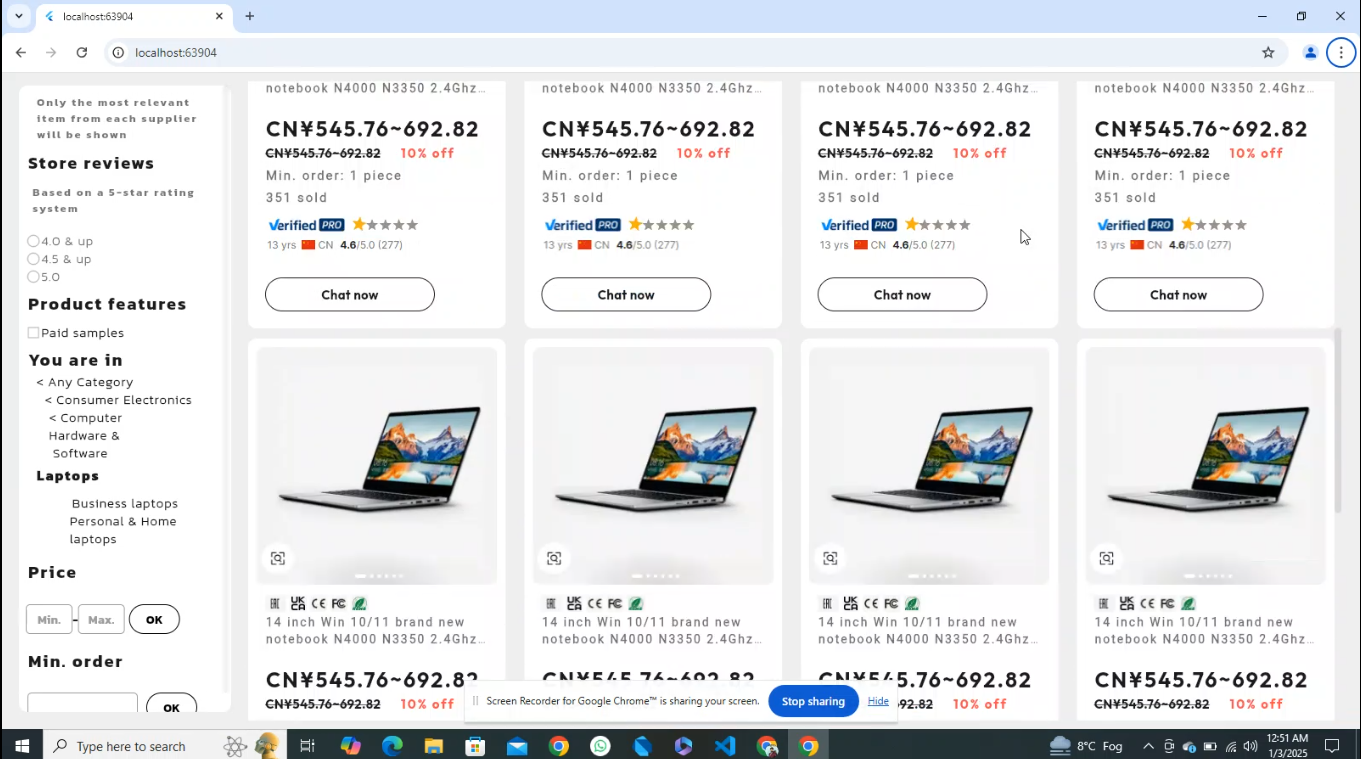 localhost:63904
localhost:63904
Only the most relevant
item from each supplier
will be shown
Store reviews
Based on a 5-star rating
system
4.0 & up
4.5 & up
5.0
Product features
Paid samples
You are in
< Any Category
< Consumer Electronics
< Computer
Hardware &
Software
Laptops
Business laptops
Personal & Home
laptops
Price
Min. - Max. OK
Min. order
OK
notebook N4000 N3350 2.4Ghz... notebook N4000 N3350 2.4Ghz... notebook N4000 N3350 2.4Ghz... notebook N4000 N3350 2.4Ghz...
CN¥545.76~692.82 CN¥545.76~692.82 CN¥545.76~692.82 CN¥545.76~692.82
CN¥545.76~692.82 10% off CN¥545.76~692.82 10% off CN¥545.76~692.82 10% off CN¥545.76~692.82 10% off
Min. order: 1 piece Min. order: 1 piece Min. order: 1 piece Min. order: 1 piece
351 sold 351 sold 351 sold 351 sold
Verified PRO Verified PRO Verified PRO Verified PRO
13 yrs CN 4.6/5.0 (277) 13 yrs CN 4.6/5.0 (277) 13 yrs CN 4.6/5.0 (277) 13 yrs CN 4.6/5.0 (277)
Chat now Chat now Chat now Chat now
UK CA CE FC UK CA CE FC UK CA CE FC UK CA CE FC
14 inch Win 10/11 brand new 14 inch Win 10/11 brand new 14 inch Win 10/11 brand new 14 inch Win 10/11 brand new
notebook N4000 N3350 2.4Ghz... notebook N4000 N3350 2.4Ghz... notebook N4000 N3350 2.4Ghz... notebook N4000 N3350 2.4Ghz...
CN¥545.76~692.82 CN¥545.76~692.82 CN¥545.76~692.82 CN¥545.76~692.82
CN¥545.76~692.82 10% off 92.82 10% off CN¥545.76~692.82 10% off
Screen Recorder for Google Chrome™ is sharing your screen. Stop sharing Hide
Type here to search
8°C Fog
12:51 AM
1/3/2025